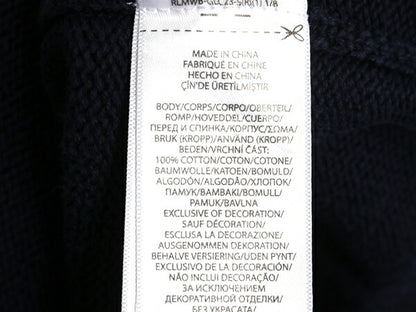 MADE IN CHINA
FABRIQUÉ EN CHINE
HECHO EN CHINA
ÇİN'DE ÜRETİLMİŞTİR
BODY/CORPS/CORPO/OBERTEIL/
ROMP/HOVEDDEL/CUERPO/
ПЕРЕД И СПИНКА/КОРПУС/ΣΩΜΑ/
BRUK (KROPP)/ANVÄND (KROPP)/
BEDEN/VRCHNÍ ČÁST:
100% COTTON/COTON/COTONE/
BAUMWOLLE/KATOEN/BOMULD/
ALGODÓN/ALGODÃO/ХЛОПОК/
ПАМУК/ΒΑΜΒΑΚΙ/BOMULL/
PAMUK/BAVLNA
EXCLUSIVE OF DECORATION/
SAUF DÉCORATION/
ESCLUSA LA DECORAZIONE/
AUSGENOMMEN DEKORATION/
BEHALVE VERSIERING/UDEN PYNT/
EXCLUSIVO DE LA DECORACIÓN/
NÃO INCLUI DECORAÇÃO/
ЗА ИСКЛЮЧЕНИЕМ
ДЕКОРАТИВНОЙ ОТДЕЛКИ/
БЕЗ УКРАСАТА/